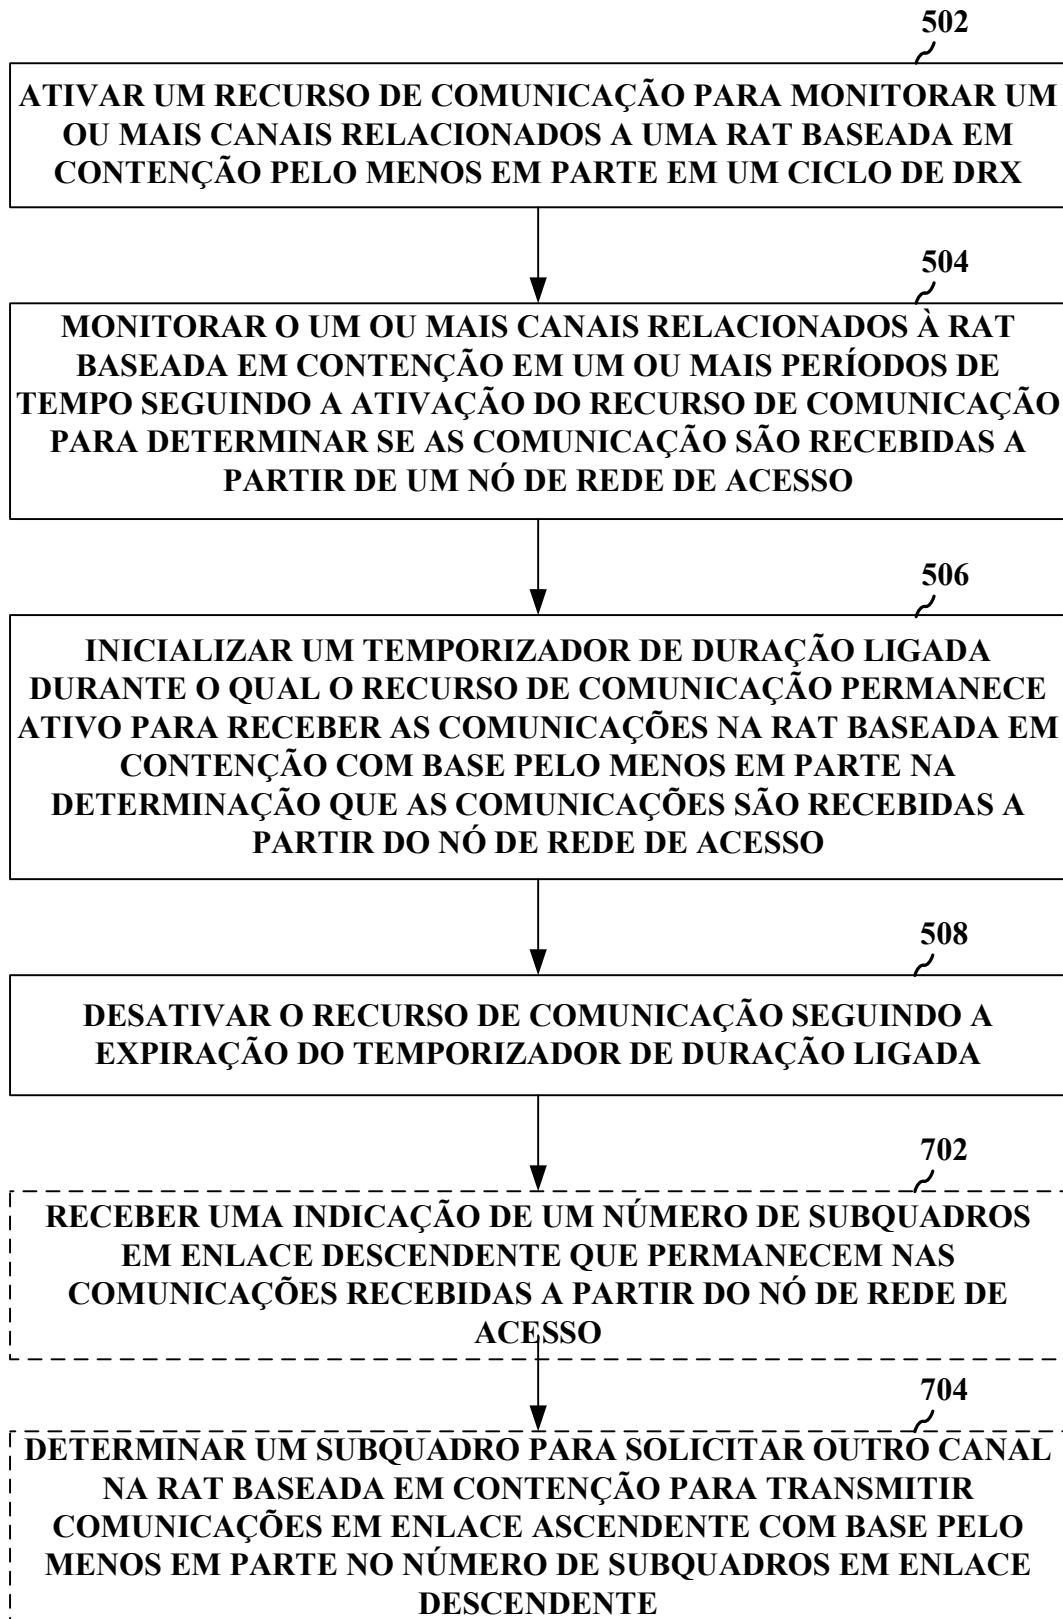 502
ATIVAR UM RECURSO DE COMUNICAÇÃO PARA MONITORAR UM
OU MAIS CANAIS RELACIONADOS A UMA RAT BASEADA EM
CONTENÇÃO PELO MENOS EM PARTE EM UM CICLO DE DRX
504
MONITORAR O UM OU MAIS CANAIS RELACIONADOS À RAT
BASEADA EM CONTENÇÃO EM UM OU MAIS PERÍODOS DE
TEMPO SEGUINDO A ATIVAÇÃO DO RECURSO DE COMUNICAÇÃO
PARA DETERMINAR SE AS COMUNICAÇÃO SÃO RECEBIDAS A
PARTIR DE UM NÓ DE REDE DE ACESSO
506
INICIALIZAR UM TEMPORIZADOR DE DURAÇÃO LIGADA
DURANTE O QUAL O RECURSO DE COMUNICAÇÃO PERMANECE
ATIVO PARA RECEBER AS COMUNICAÇÕES NA RAT BASEADA EM
CONTENÇÃO COM BASE PELO MENOS EM PARTE NA
DETERMINAÇÃO QUE AS COMUNICAÇÕES SÃO RECEBIDAS A
PARTIR DO NÓ DE REDE DE ACESSO
508
DESATIVAR O RECURSO DE COMUNICAÇÃO SEGUINDO A
EXPIRAÇÃO DO TEMPORIZADOR DE DURAÇÃO LIGADA
702
RECEBER UMA INDICAÇÃO DE UM NÚMERO DE SUBQUADROS
EM ENLACE DESCENDENTE QUE PERMANECEM NAS
COMUNICAÇÕES RECEBIDAS A PARTIR DO NÓ DE REDE DE
ACESSO
704
DETERMINAR UM SUBQUADRO PARA SOLICITAR OUTRO CANAL
NA RAT BASEADA EM CONTENÇÃO PARA TRANSMITIR
COMUNICAÇÕES EM ENLACE ASCENDENTE COM BASE PELO
MENOS EM PARTE NO NÚMERO DE SUBQUADROS EM ENLACE
DESCENDENTE